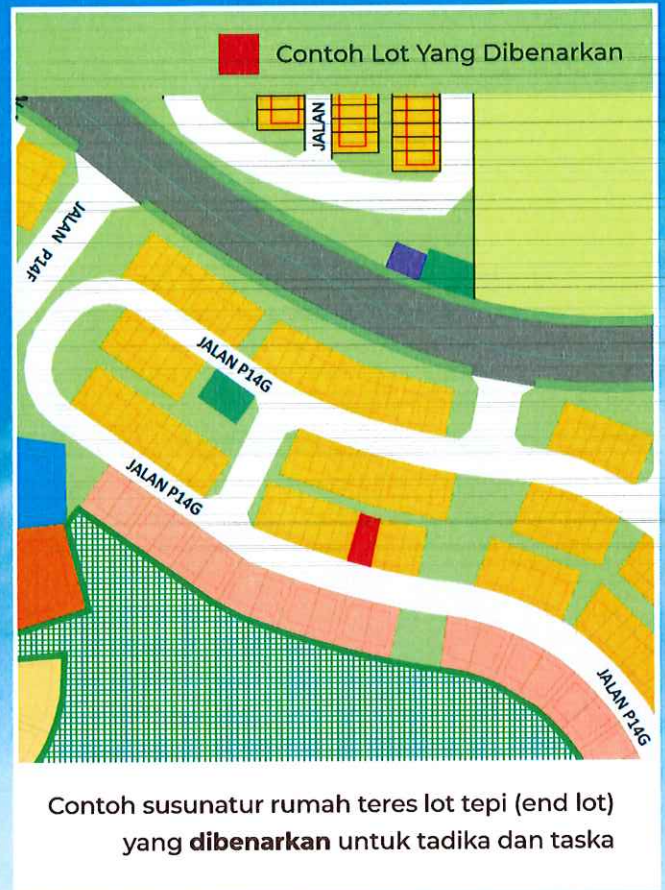 Contoh Lot Yang Dibenarkan
JALAN
JALAN P14F
JALAN P14G
JALAN P14G
JALAN P14G
Contoh susunatur rumah teres lot tepi (end lot)
yang dibenarkan untuk tadika dan taska